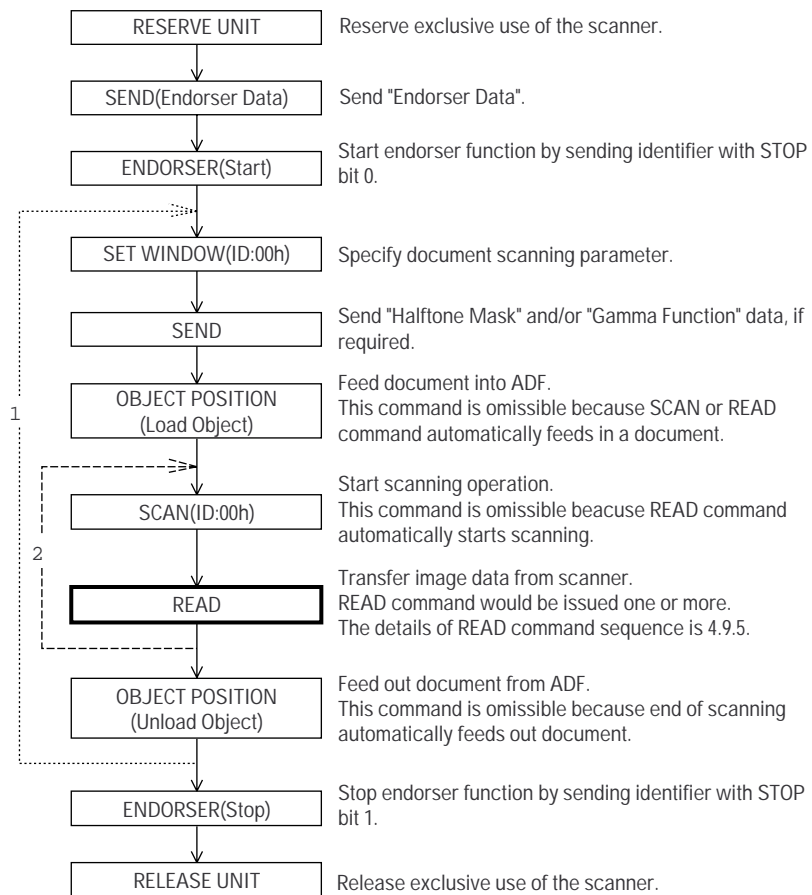 RESERVE UNIT
Reserve exclusive use of the scanner.
SEND(Endorser Data)
Send "Endorser Data".
ENDORSER(Start)
Start endorser function by sending identifier with STOP
bit 0.
SET WINDOW(ID:00h)
Specify document scanning parameter.
SEND
Send "Halftone Mask" and/or "Gamma Function" data, if
required.
OBJECT POSITION
(Load Object)
Feed document into ADF.
This command is omissible because SCAN or READ
command automatically feeds in a document.
1
SCAN(ID:00h)
Start scanning operation.
This command is omissible beacuse READ command
automatically starts scanning.
2
READ
Transfer image data from scanner.
READ command would be issued one or more.
The details of READ command sequence is 4.9.5.
OBJECT POSITION
(Unload Object)
Feed out document from ADF.
This command is omissible because end of scanning
automatically feeds out document.
ENDORSER(Stop)
Stop endorser function by sending identifier with STOP
bit 1.
RELEASE UNIT
Release exclusive use of the scanner.